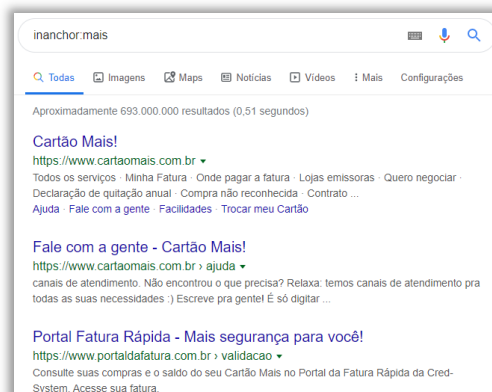 inanchor:mais
Todas Imagens Maps Notícias Vídeos Mais Configurações
Aproximadamente 693.000.000 resultados (0,51 segundos)
Cartão Mais!
https://www.cartaomais.com.br
Todos os serviços · Minha Fatura · Onde pagar a fatura · Lojas emissoras · Quero negociar ·
Declaração de quitação anual · Compra não reconhecida · Contrato ...
Ajuda · Fale com a gente · Facilidades · Trocar meu Cartão
Fale com a gente - Cartão Mais!
https://www.cartaomais.com.br › ajuda
canais de atendimento. Não encontrou o que precisa? Relaxa: temos canais de atendimento pra
todas as suas necessidades :) Escreve pra gente! É só digitar ...
Portal Fatura Rápida - Mais segurança para você!
https://www.portaldafatura.com.br › validacao
Consulte suas compras e o saldo do seu Cartão Mais no Portal da Fatura Rápida da Cred-
System. Acesse sua fatura.